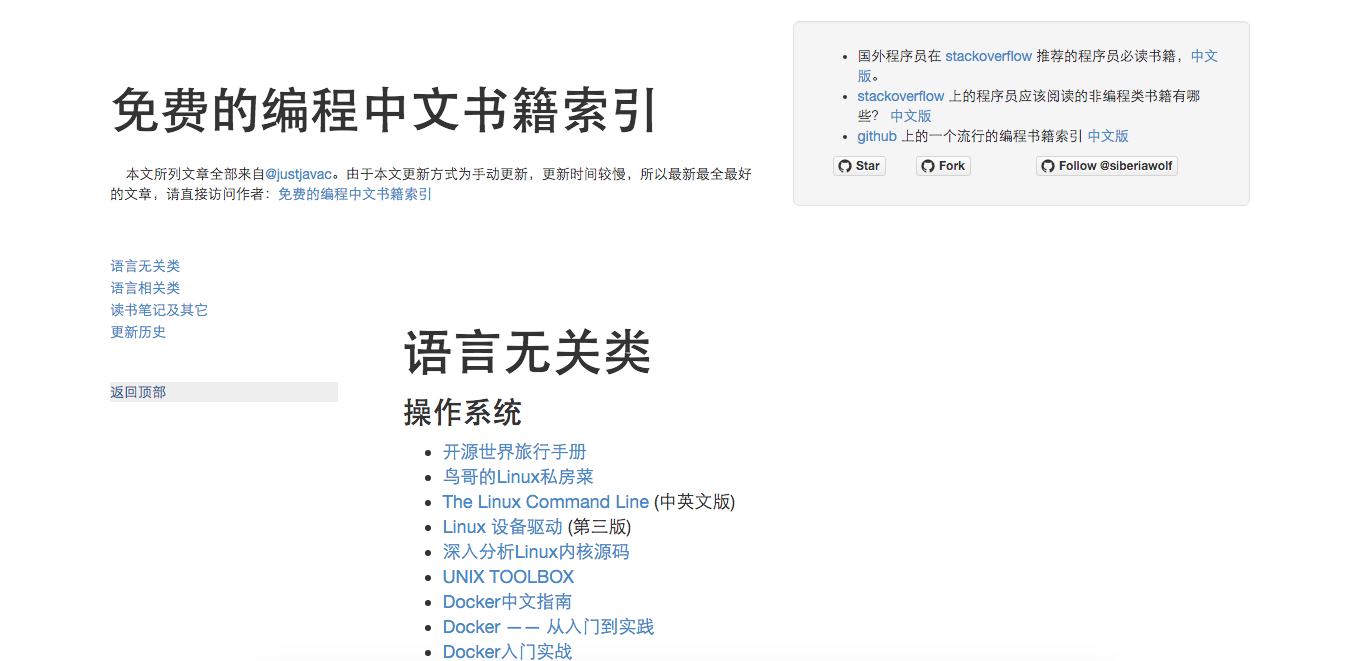 免费的编程中文书籍索引
本文所列文章全部来自@justjavac。由于本文更新方式为手动更新，更新时间较慢，所以最新最全最好
的文章，请直接访问作者：免费的编程中文书籍索引
国外程序员在 stackoverflow 推荐的程序员必读书籍，中文
版。
stackoverflow 上的程序员应该阅读的非编程类书籍有哪
些？ 中文版
github 上的一个流行的编程书籍索引 中文版
Star Fork Follow @siberiawolf
语言无关类
语言相关类
读书笔记及其它
更新历史
返回顶部
语言无关类
操作系统
开源世界旅行手册
鸟哥的Linux私房菜
The Linux Command Line (中英文版)
Linux 设备驱动 (第三版)
深入分析Linux内核源码
UNIX TOOLBOX
Docker中文指南
Docker —— 从入门到实践
Docker入门实战